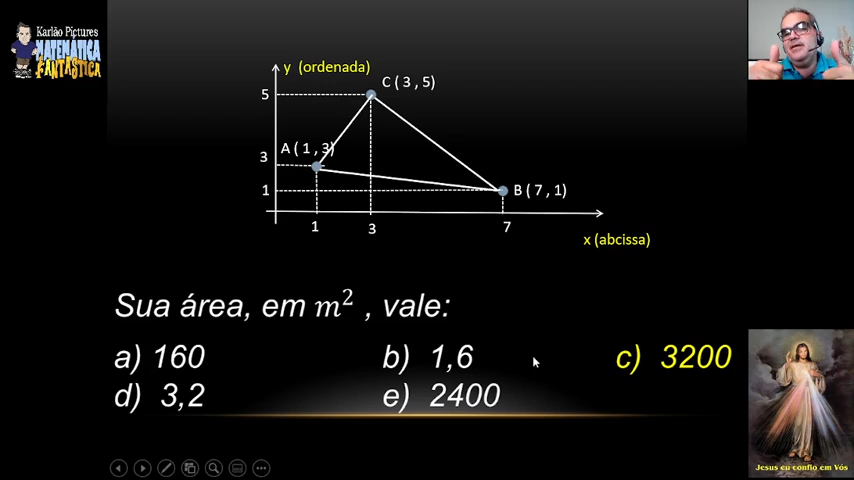 Karlão Pictures
MATEMÁTICA
FANTÁSTICA
y (ordenada)
C ( 3 , 5)
5
A ( 1 , 3)
3
1
B ( 7 , 1)
1
3
7
x (abcissa)
Sua área, em m² , vale:
a) 160
b) 1,6
c) 3200
d) 3,2
e) 2400
Jesus eu confio em Vós